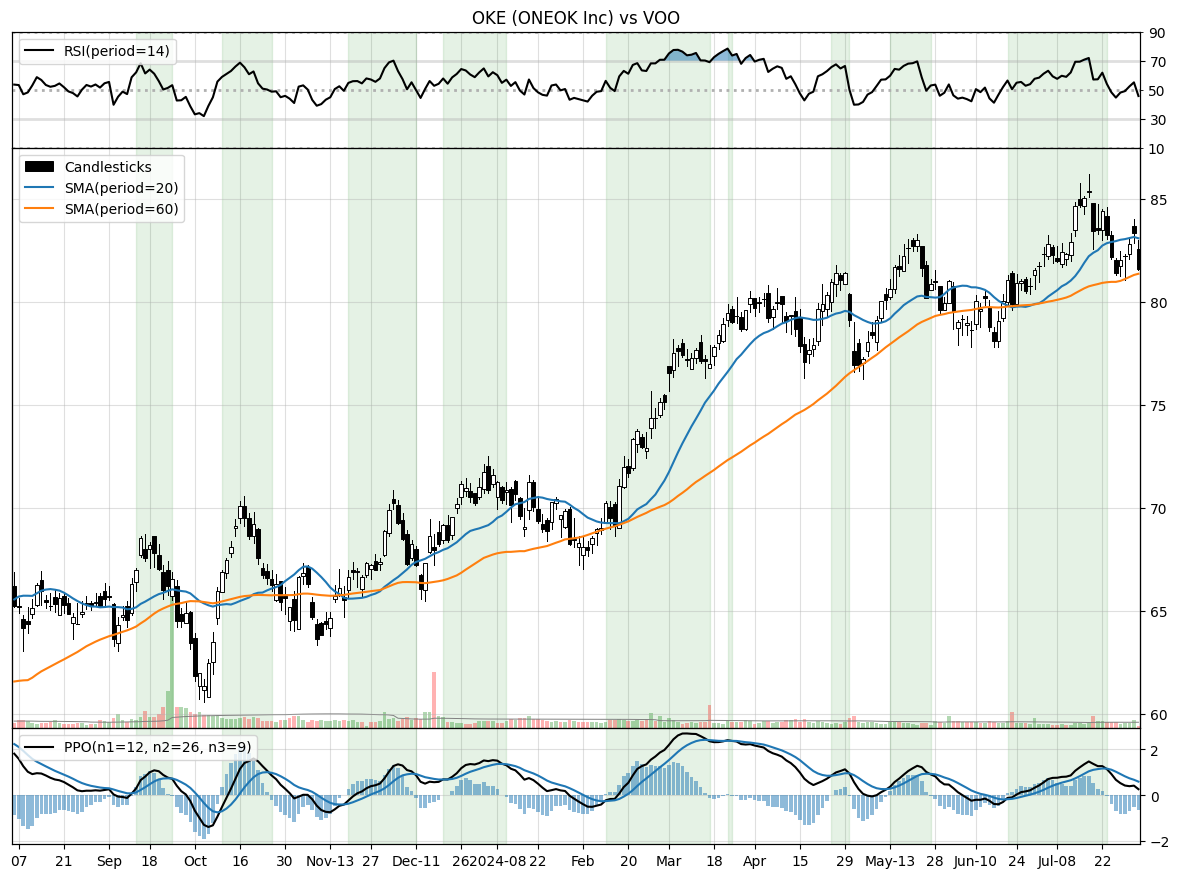 OKE (ONEOK Inc) vs VOO
RSI(period=14)
90
70
50
30
10
Candlesticks
SMA(period=20)
SMA(period=60)
85
80
75
70
65
60
PPO(n1=12, n2=26, n3=9)
2
0
−2
07 21 Sep 18 Oct 16 30 Nov-13 27 Dec-11 26 2024-08 22 Feb 20 Mar 18 Apr 15 29 May-13 28 Jun-10 24 Jul-08 22